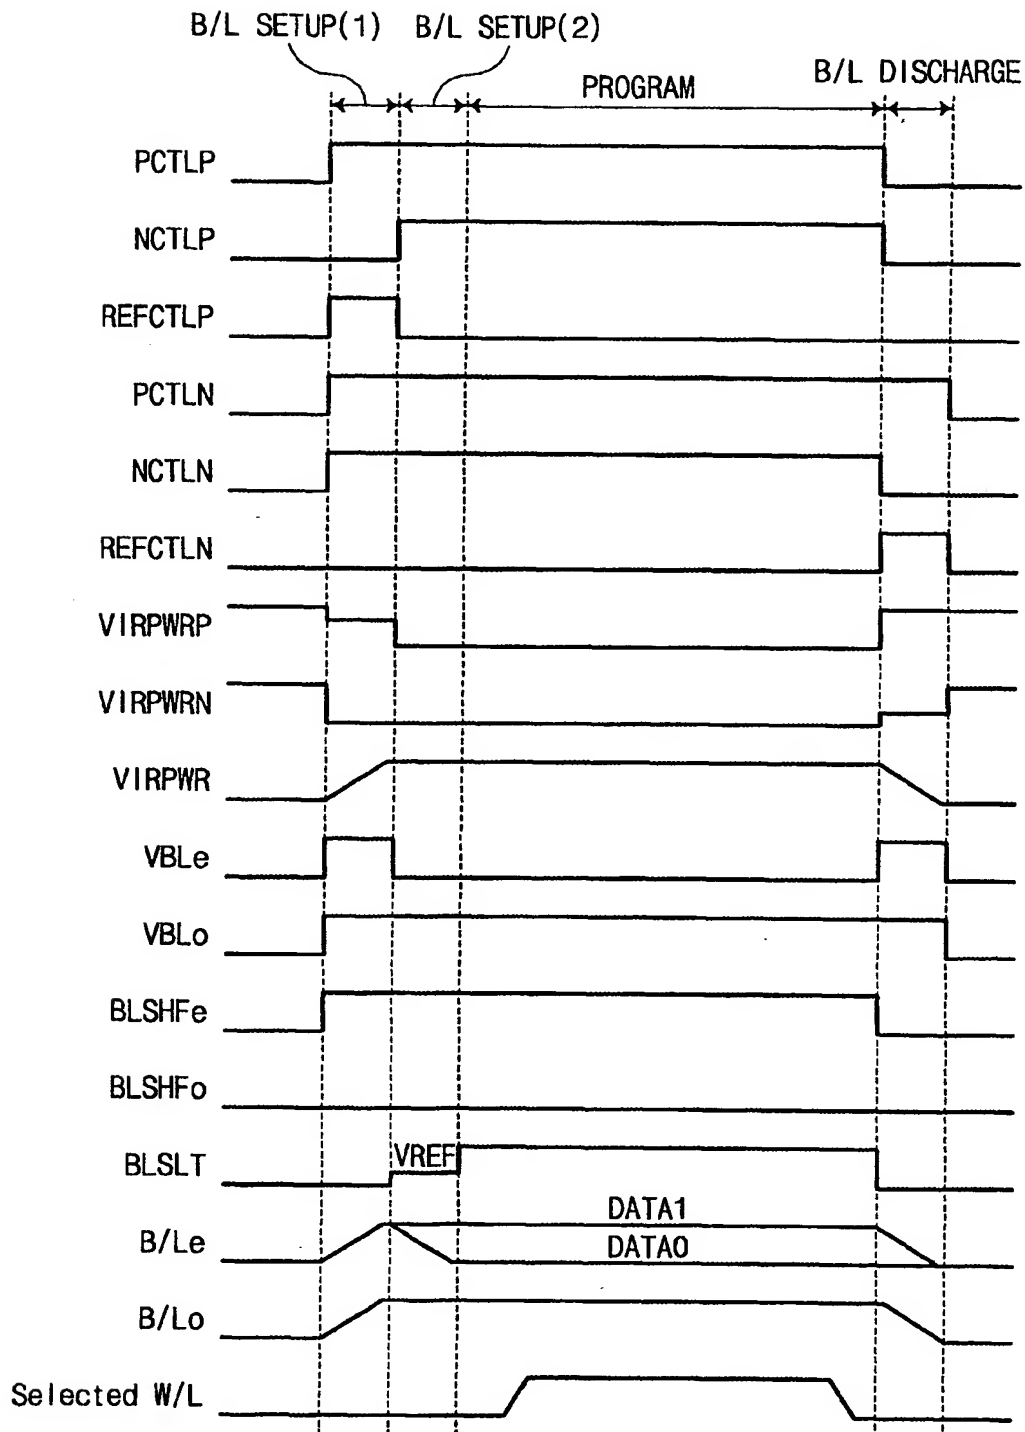 B/L SETUP(1) B/L SETUP(2)
B/L DISCHARGE
PROGRAM
PCTLP
NCTLP
REFCTLP
PCTLN
NCTLN
REFCTLN
VIRPWRP
VIRPWRN
VIRPWR
VBLe
VBLo
BLSHFe
BLSHFo
BLSLT
VREF
DATA1
B/Le
DATA0
B/Lo
Selected W/L